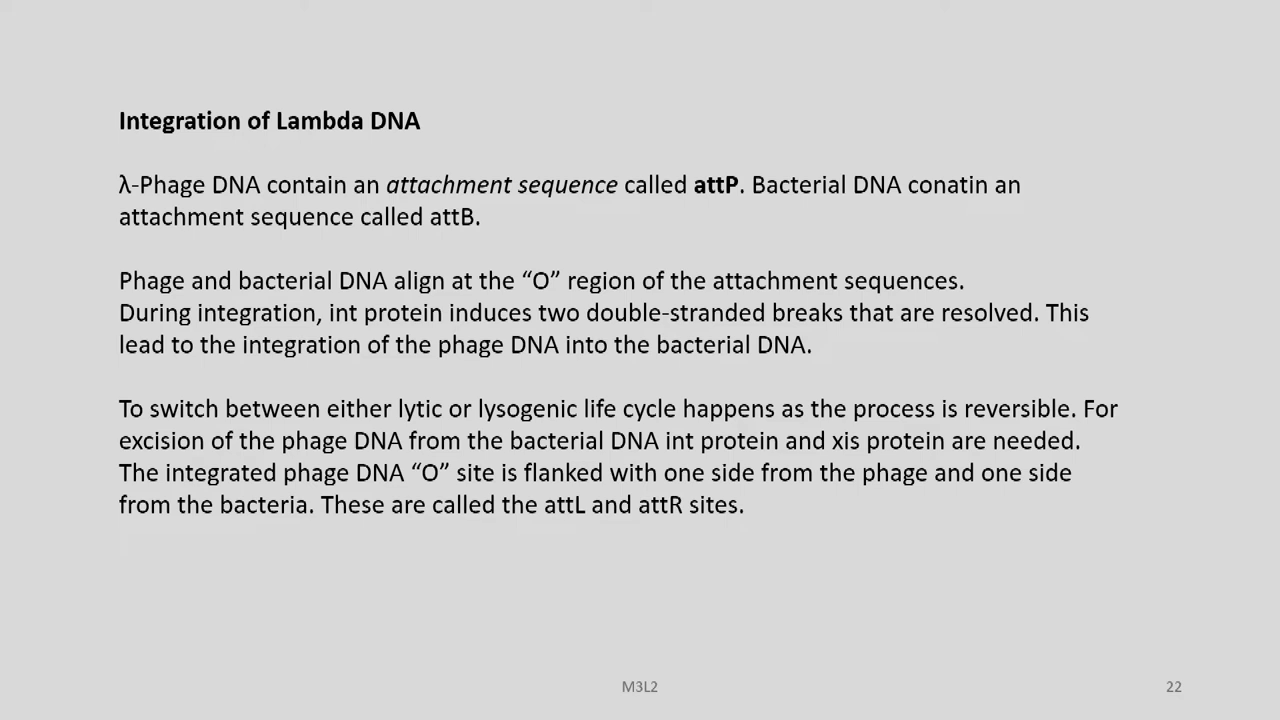 Integration of Lambda DNA
λ-Phage DNA contain an attachment sequence called attP. Bacterial DNA conatin an
attachment sequence called attB.
Phage and bacterial DNA align at the “O” region of the attachment sequences.
During integration, int protein induces two double-stranded breaks that are resolved. This
lead to the integration of the phage DNA into the bacterial DNA.
To switch between either lytic or lysogenic life cycle happens as the process is reversible. For
excision of the phage DNA from the bacterial DNA int protein and xis protein are needed.
The integrated phage DNA “O” site is flanked with one side from the phage and one side
from the bacteria. These are called the attL and attR sites.
M3L2
22